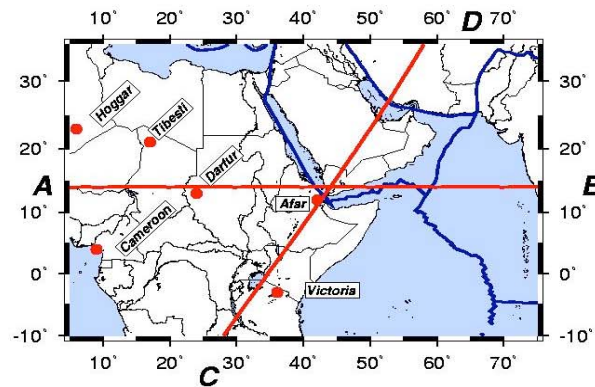 D
10˚ 20˚ 30˚ 40˚ 50˚ 60˚ 70˚
30˚ 30˚
Hoggar
Tibesti
20˚ 20˚
Darfur
A B
Afar
10˚ 10˚
Cameroon
0˚ 0˚
Victoria
-10˚ -10˚
10˚ 20˚ 30˚ 40˚ 50˚ 60˚ 70˚
C